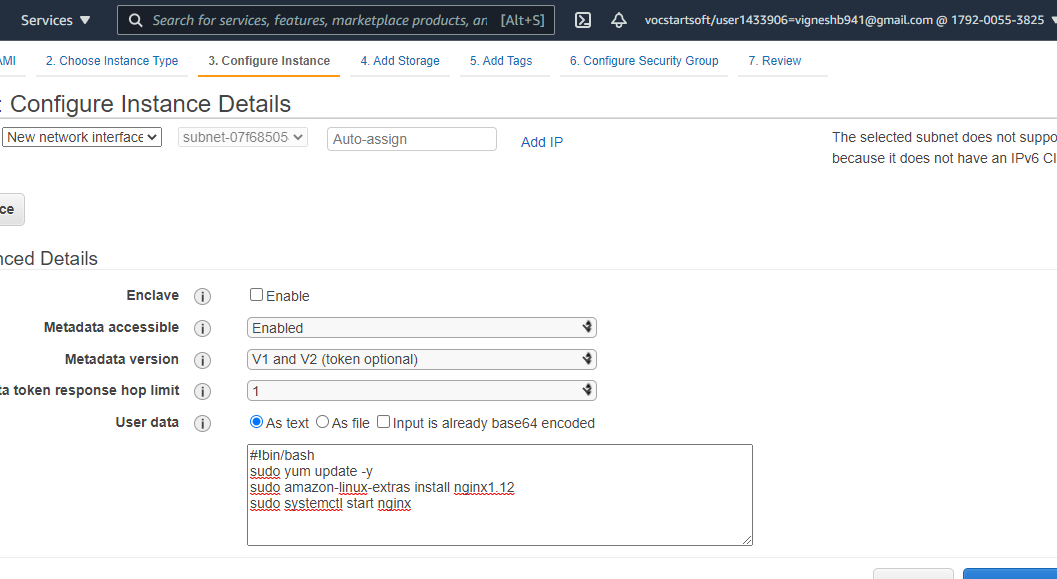 Services Search for services, features, marketplace products, an [Alt+S] vocstartsoft/user1433906=vigneshb941@gmail.com @ 1792-0055-3825
AMI 2. Choose Instance Type 3. Configure Instance 4. Add Storage 5. Add Tags 6. Configure Security Group 7. Review
: Configure Instance Details
New network interface subnet-07f68505 Auto-assign Add IP The selected subnet does not suppo
because it does not have an IPv6 CI
ce
nced Details
Enclave i Enable
Metadata accessible i Enabled
Metadata version i V1 and V2 (token optional)
ta token response hop limit i 1
User data i As text As file Input is already base64 encoded
#!bin/bash
sudo yum update -y
sudo amazon-linux-extras install nginx1.12
sudo systemctl start nginx